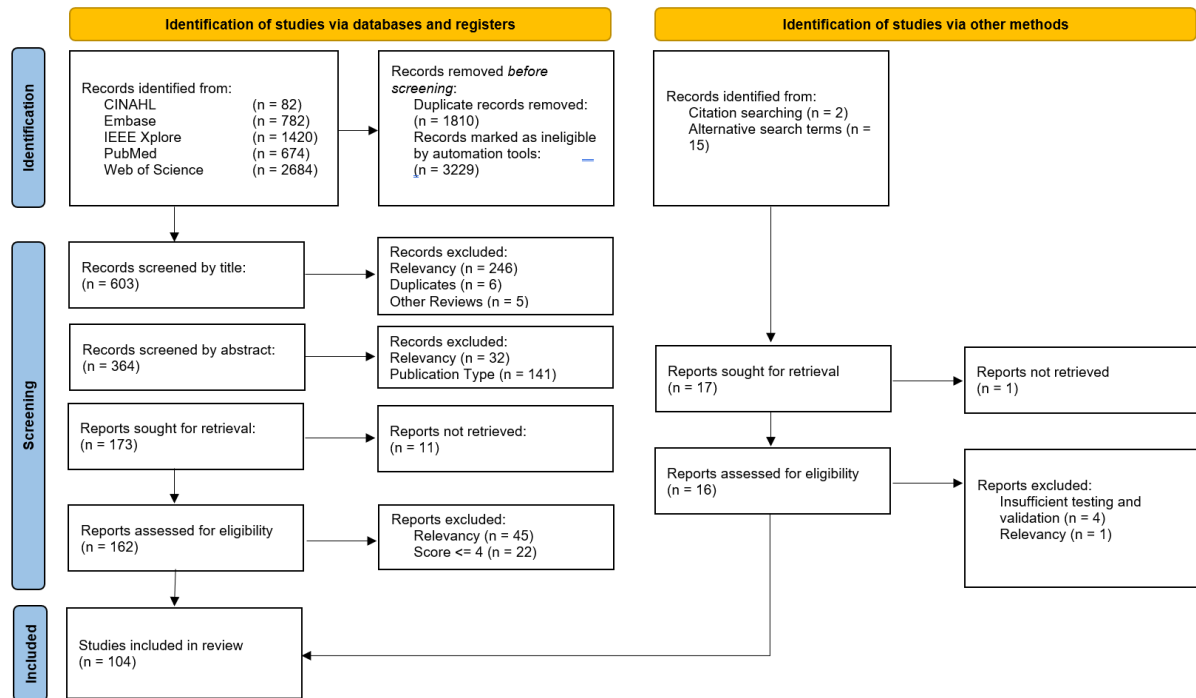 Identification of studies via databases and registers
Identification of studies via other methods
Identification
Records identified from:
CINAHL (n = 82)
Embase (n = 782)
IEEE Xplore (n = 1420)
PubMed (n = 674)
Web of Science (n = 2684)
Records removed before
screening:
Duplicate records removed:
(n = 1810)
Records marked as ineligible
by automation tools:
(n = 3229)
Records identified from:
Citation searching (n = 2)
Alternative search terms (n =
15)
Screening
Records screened by title:
(n = 603)
Records excluded:
Relevancy (n = 246)
Duplicates (n = 6)
Other Reviews (n = 5)
Records screened by abstract:
(n = 364)
Records excluded:
Relevancy (n = 32)
Publication Type (n = 141)
Reports sought for retrieval
(n = 17)
Reports not retrieved
(n = 1)
Reports sought for retrieval:
(n = 173)
Reports not retrieved:
(n = 11)
Reports assessed for eligibility
(n = 16)
Reports excluded:
Insufficient testing and
validation (n = 4)
Relevancy (n = 1)
Reports assessed for eligibility
(n = 162)
Reports excluded:
Relevancy (n = 45)
Score <= 4 (n = 22)
Included
Studies included in review
(n = 104)